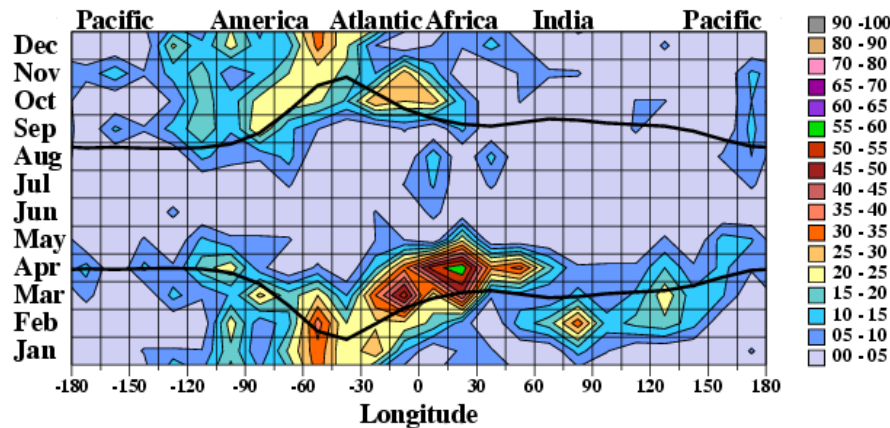 Pacific America Atlantic Africa India Pacific
Dec
Nov
Oct
Sep
Aug
Jul
Jun
May
Apr
Mar
Feb
Jan
-180 -150 -120 -90 -60 -30 0 30 60 90 120 150 180
Longitude
90 -100
80 - 90
70 - 80
65 - 70
60 - 65
55 - 60
50 - 55
45 - 50
40 - 45
35 - 40
30 - 35
25 - 30
20 - 25
15 - 20
10 - 15
05 - 10
00 - 05